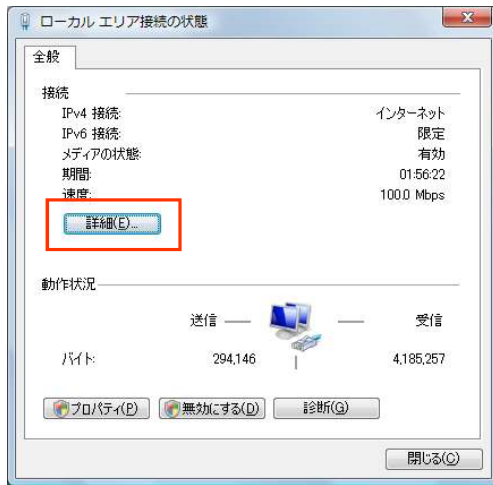 ローカル エリア接続の状態
全般
接続
IPv4 接続: インターネット
IPv6 接続: 限定
メディアの状態: 有効
期間: 01:56:22
速度: 100.0 Mbps
詳細(E)...
動作状況
送信 受信
バイト: 294,146 4,185,257
プロパティ(P) 無効にする(D) 診断(G)
閉じる(C)